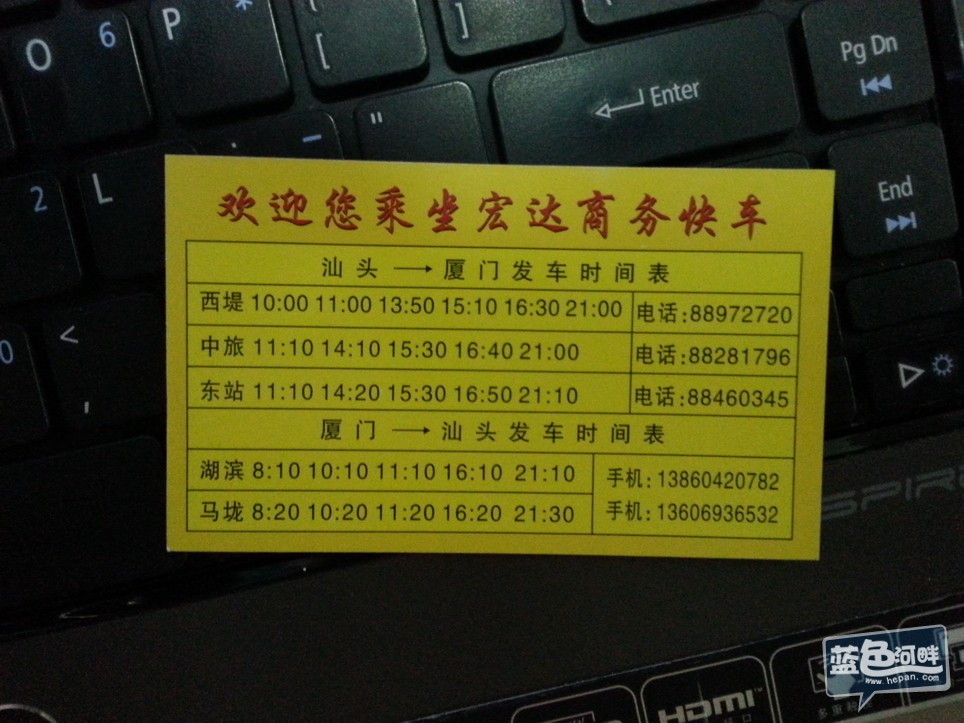 O 6 P * [ ] Pg Dn
Enter
" End
2 L
<
,
0
欢迎您乘坐宏达商务快车
汕头→厦门发车时间表
西堤 10:00 11:00 13:50 15:10 16:30 21:00 电话:88972720
中旅 11:10 14:10 15:30 16:40 21:00 电话:88281796
东站 11:10 14:20 15:30 16:50 21:10 电话:88460345
厦门→汕头发车时间表
湖滨 8:10 10:10 11:10 16:10 21:10 手机:13860420782
马垅 8:20 10:20 11:20 16:20 21:30 手机:13606936532
SPIRE
HDMI
蓝色河畔
www.hepan.com